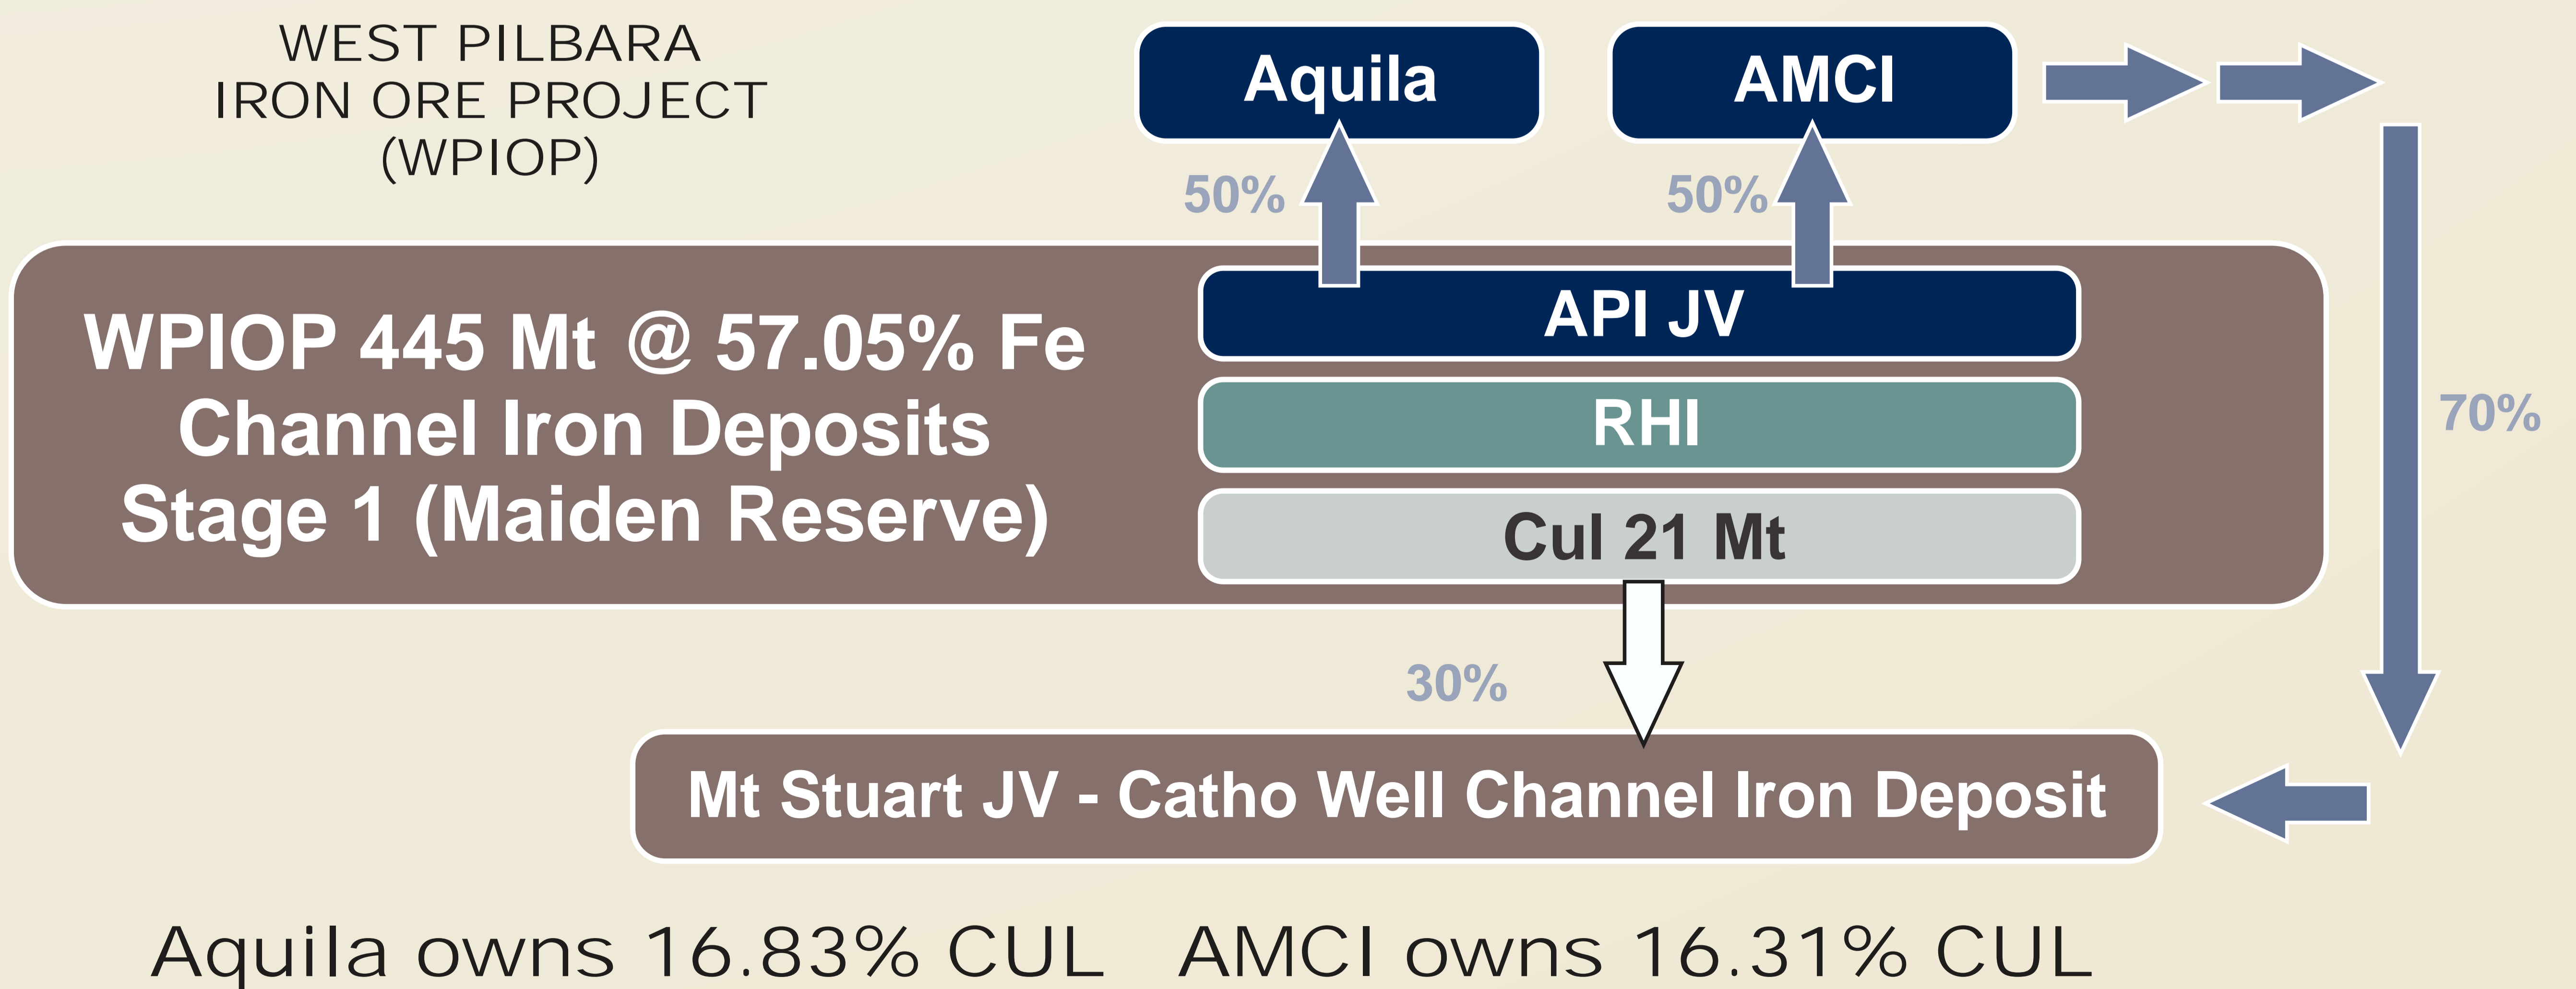 WEST PILBARA
IRON ORE PROJECT
(WPIOP)
Aquila
AMCI
50%
50%
WPIOP 445 Mt @ 57.05% Fe
Channel Iron Deposits
Stage 1 (Maiden Reserve)
API JV
RHI
Cul 21 Mt
70%
30%
Mt Stuart JV - Catho Well Channel Iron Deposit
Aquila owns 16.83% CUL AMCI owns 16.31% CUL